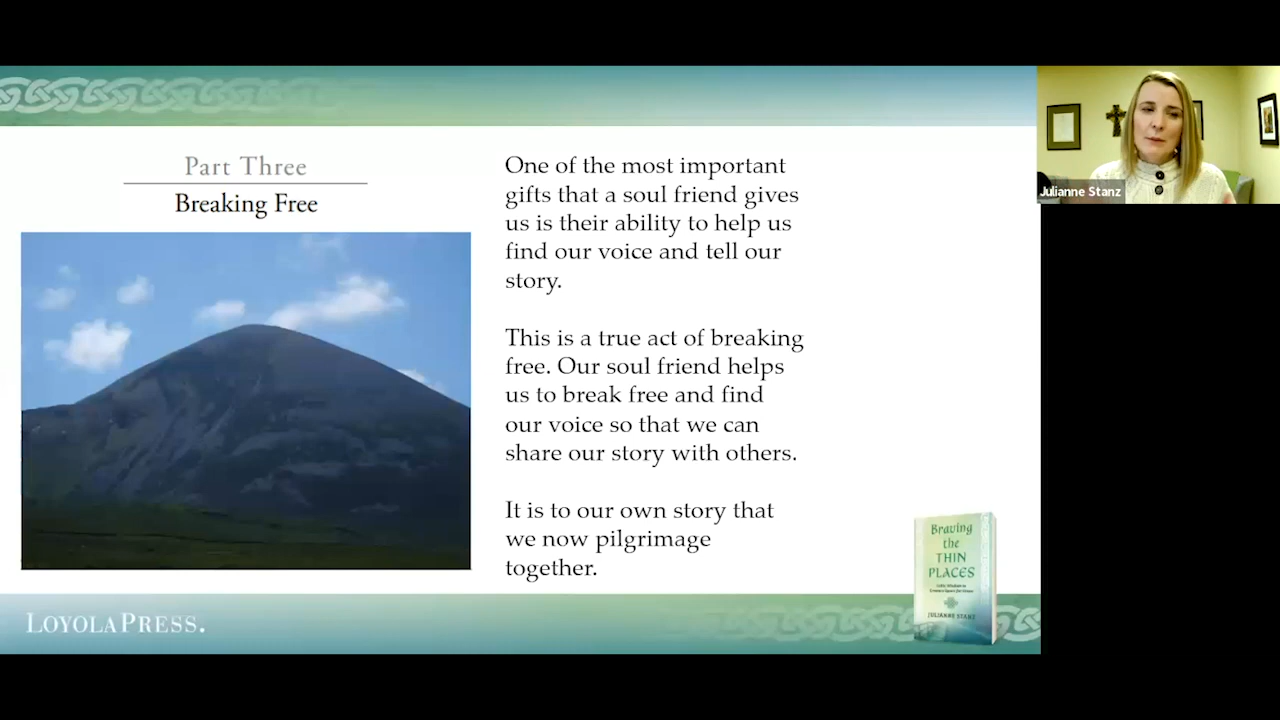 Part Three
Breaking Free
One of the most important
gifts that a soul friend gives
us is their ability to help us
find our voice and tell our
story.
This is a true act of breaking
free. Our soul friend helps
us to break free and find
our voice so that we can
share our story with others.
It is to our own story that
we now pilgrimage
together.
Julianne Stanz
Braving
the
THIN
PLACES
JULIANNE STANZ
LOYOLAPRESS.